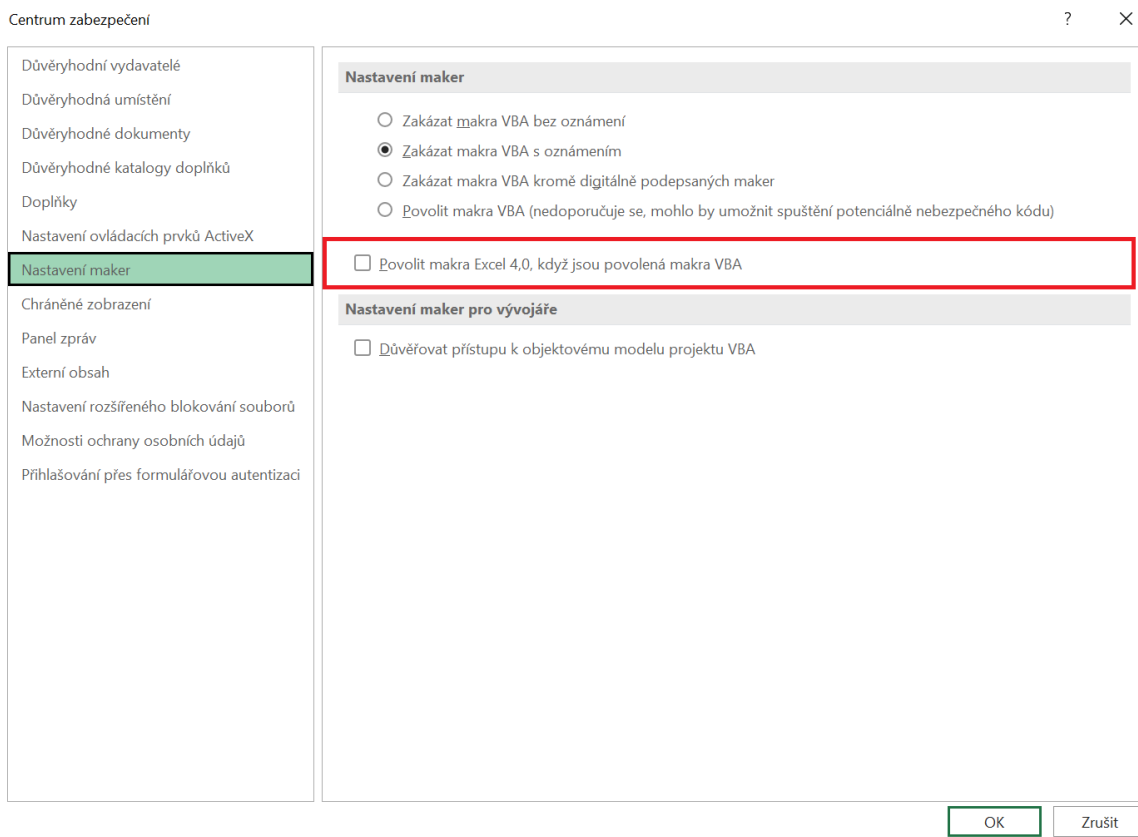 Centrum zabezpečení
?
Důvěryhodní vydavatelé
Důvěryhodná umístění
Důvěryhodné dokumenty
Důvěryhodné katalogy doplňků
Doplňky
Nastavení ovládacích prvků ActiveX
Nastavení maker
Chráněné zobrazení
Panel zpráv
Externí obsah
Nastavení rozšířeného blokování souborů
Možnosti ochrany osobních údajů
Přihlašování přes formulářovou autentizaci
Nastavení maker
Zakázat makra VBA bez oznámení
Zakázat makra VBA s oznámením
Zakázat makra VBA kromě digitálně podepsaných maker
Povolit makra VBA (nedoporučuje se, mohlo by umožnit spuštění potenciálně nebezpečného kódu)
Povolit makra Excel 4,0, když jsou povolená makra VBA
Nastavení maker pro vývojáře
Důvěřovat přístupu k objektovému modelu projektu VBA
OK
Zrušit